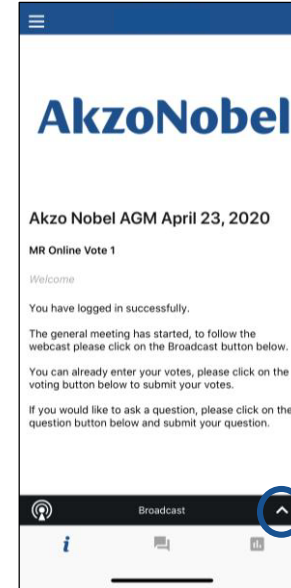 AkzoNobel
Akzo Nobel AGM April 23, 2020
MR Online Vote 1
Welcome
You have logged in successfully.
The general meeting has started, to follow the
webcast please click on the Broadcast button below.
You can already enter your votes, please click on the
voting button below to submit your votes.
If you would like to ask a question, please click on the
question button below and submit your question.
Broadcast
i